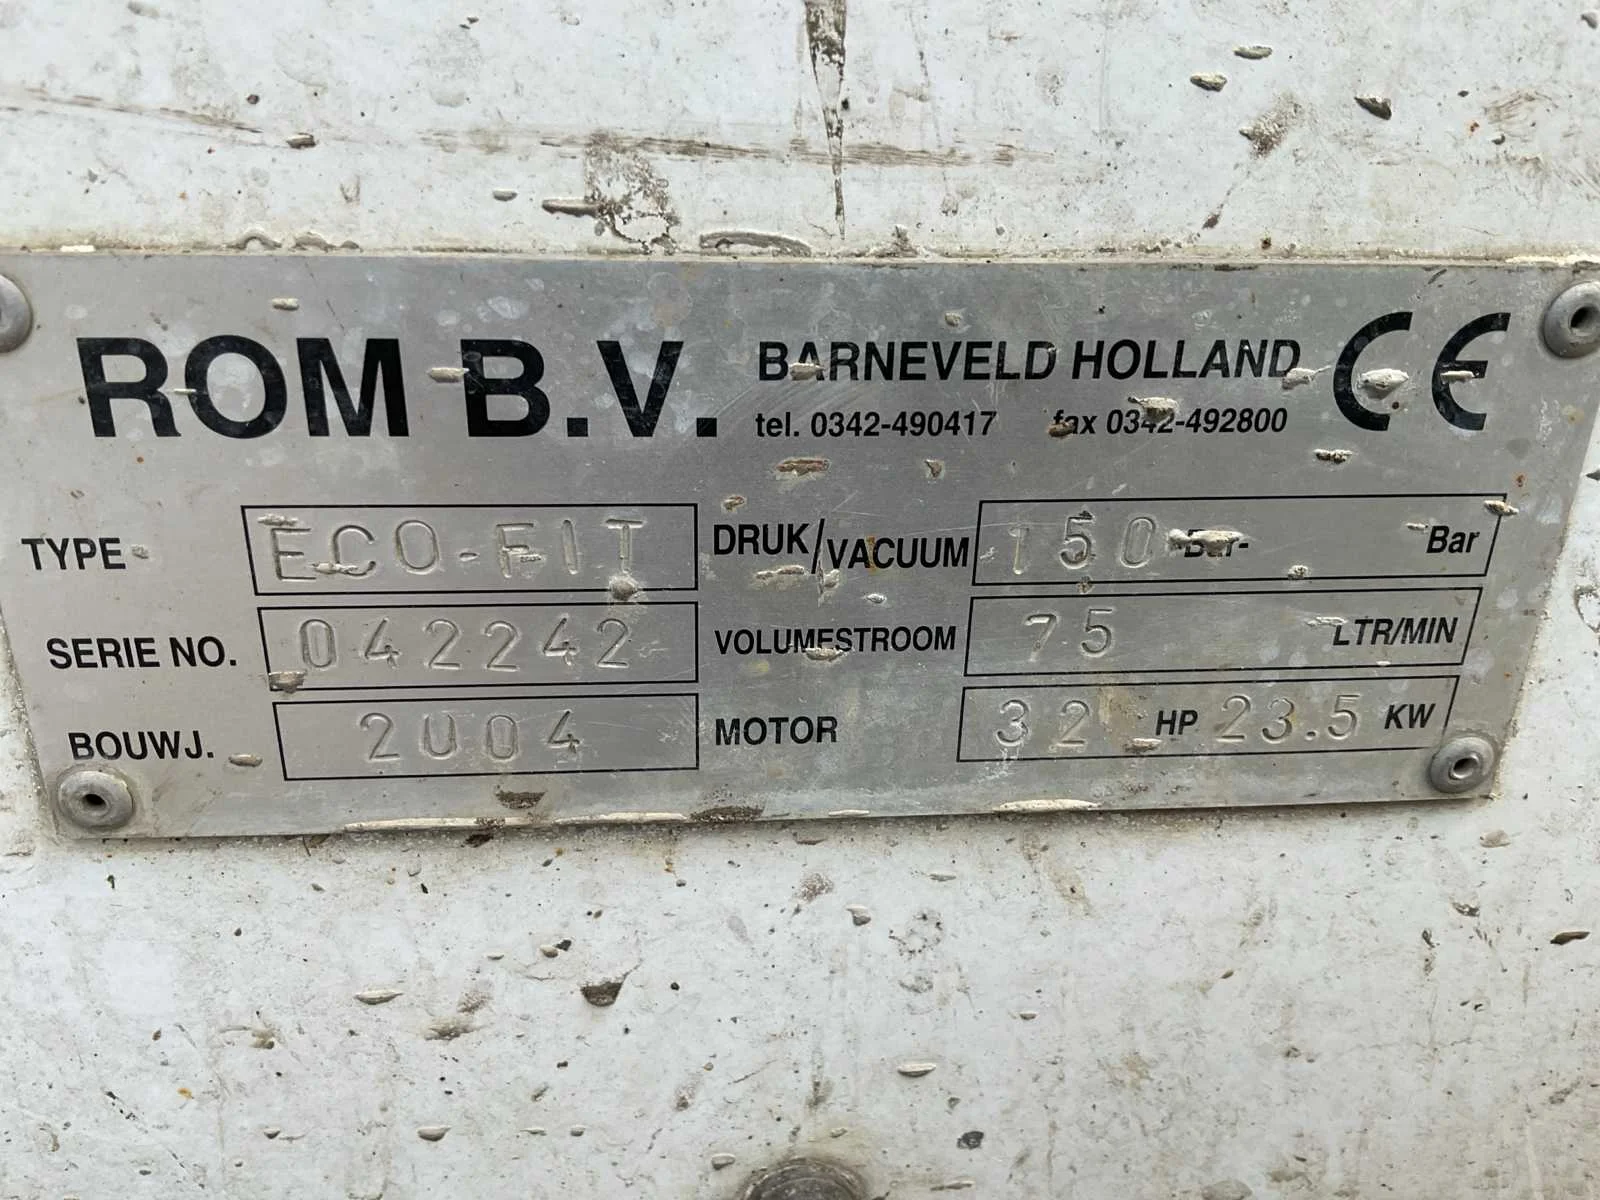 ROM B.V. BARNEVELD HOLLAND CE
tel. 0342-490417 fax 0342-492800
TYPE ECO-FIT DRUK/VACUUM 150 -Bar- Bar
SERIE NO. 042242 VOLUMESTROOM 75 LTR/MIN
BOUWJ. 2004 MOTOR 32 HP 23.5 KW